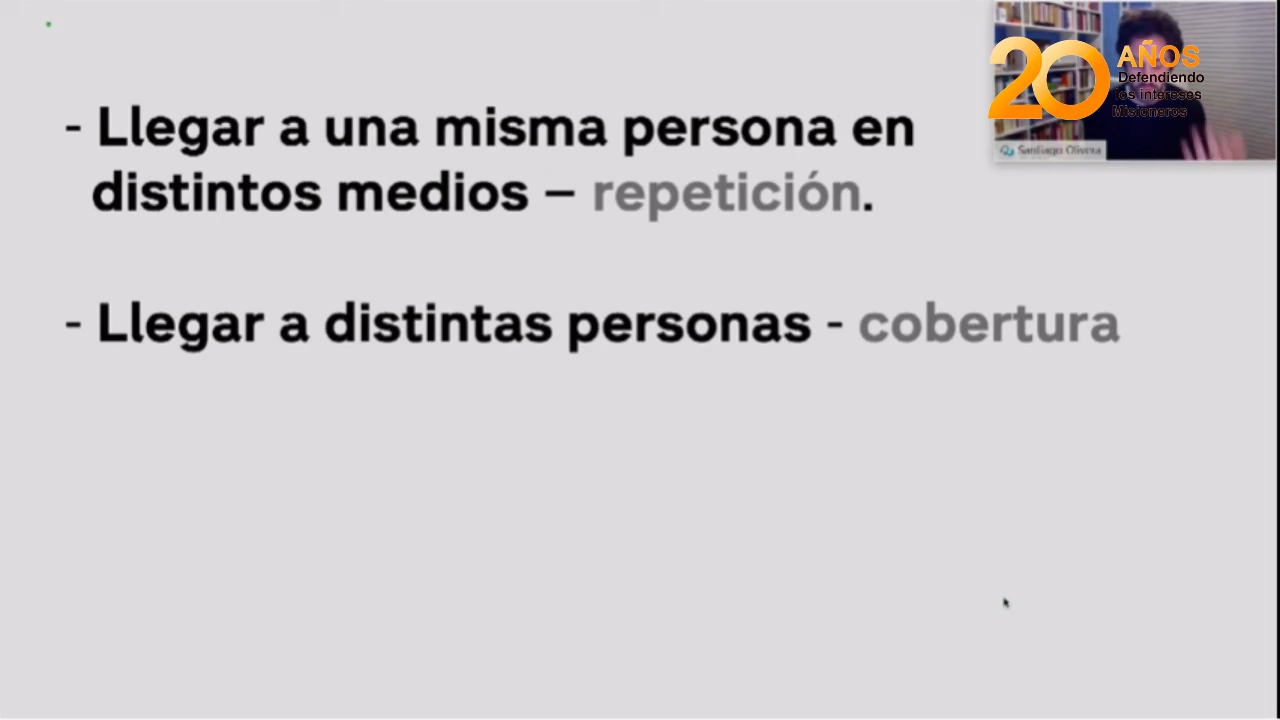 - Llegar a una misma persona en
distintos medios – repetición.
- Llegar a distintas personas - cobertura
20 AÑOS
Defendiendo
los intereses
Misioneros
Santiago Olivera